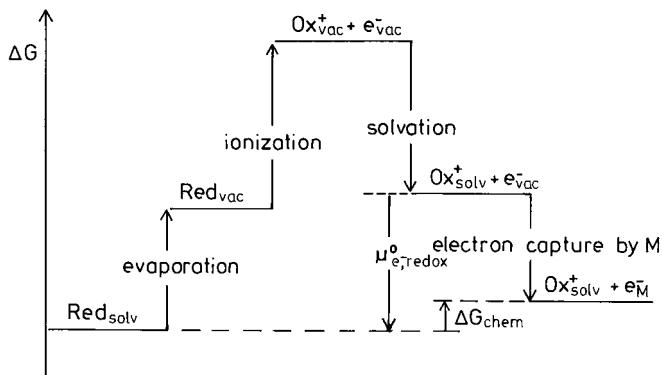 Ox⁺vac + e⁻vac
ΔG
ionization
solvation
Redvac
Ox⁺solv + e⁻vac
evaporation
μ°e,redox
electron capture by M
Ox⁺solv + e⁻M
Redsolv
ΔGchem